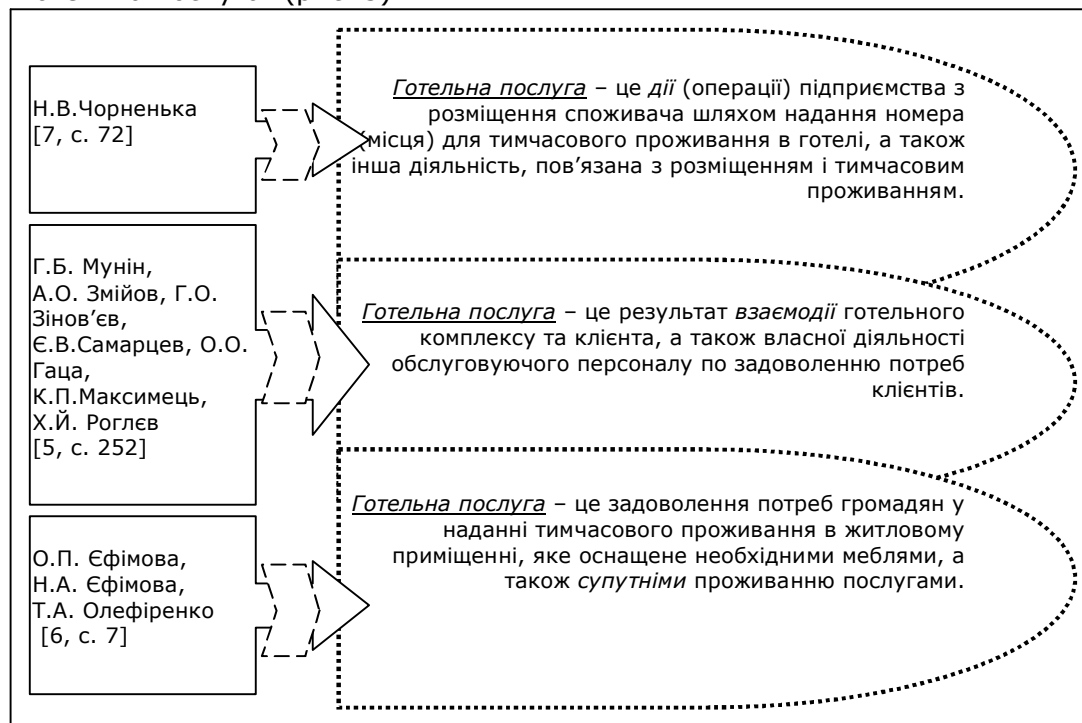 Н.В.Чорненька
[7, с. 72]
Готельна послуга – це дії (операції) підприємства з
розміщення споживача шляхом надання номера
(місця) для тимчасового проживання в готелі, а також
інша діяльність, пов’язана з розміщенням і тимчасовим
проживанням.
Г.Б. Мунін,
А.О. Змійов, Г.О.
Зінов’єв,
Є.В.Самарцев, О.О.
Гаца,
К.П.Максимець,
Х.Й. Роглєв
[5, с. 252]
Готельна послуга – це результат взаємодії готельного
комплексу та клієнта, а також власної діяльності
обслуговуючого персоналу по задоволенню потреб
клієнтів.
О.П. Єфімова,
Н.А. Єфімова,
Т.А. Олефіренко
[6, с. 7]
Готельна послуга – це задоволення потреб громадян у
наданні тимчасового проживання в житловому
приміщенні, яке оснащене необхідними меблями, а
також супутніми проживанню послугами.